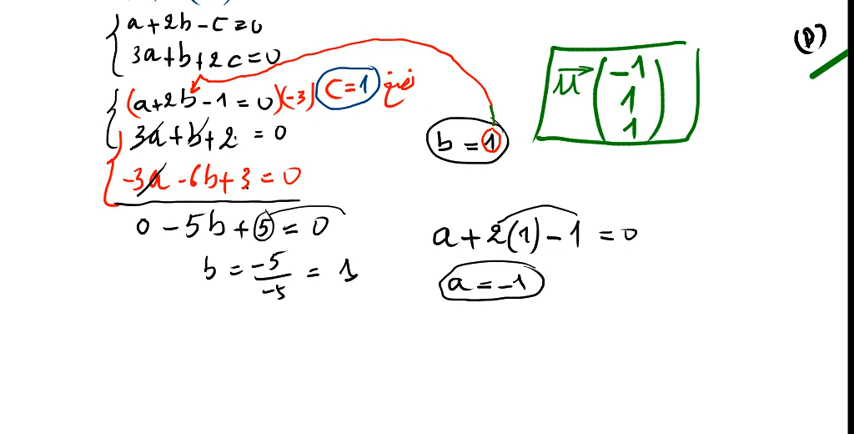 a + 2b - c = 0
3a + b + 2c = 0
(a + 2b - 1 = 0)(-3) c = 1 نضع
3a + b + 2 = 0
-3a - 6b + 3 = 0
0 - 5b + 5 = 0
b = -5/-5 = 1
b = 1
a + 2(1) - 1 = 0
a = -1
u⃗ (-1
1
1)
(D)